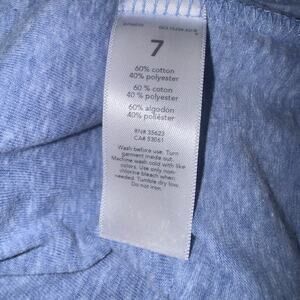 7
60% cotton
40% polyester
60 % coton
40 % polyester
60% algodón
40% poliéster
RN# 35623
CA# 53061
Wash before use. Turn
garment inside out.
Machine wash cold with like
colors. Use only non-
chlorine bleach when
needed. Tumble dry low.
Do not iron.